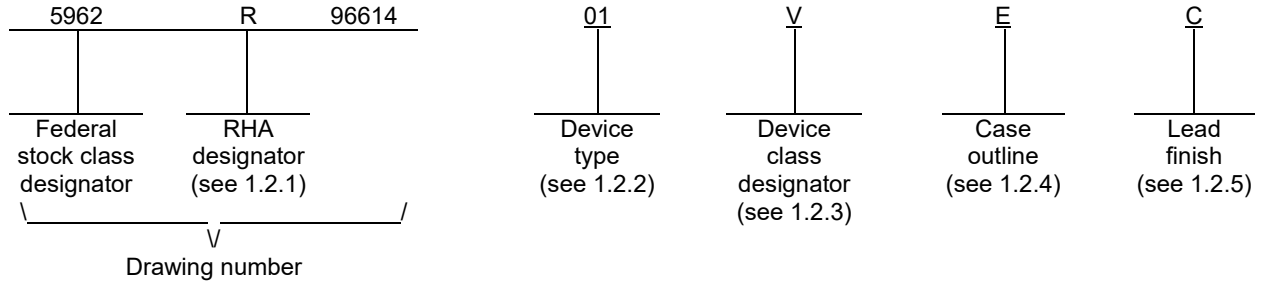 5962 R 96614 01 V E C
Federal RHA Device Device Case Lead
stock class designator type class outline finish
designator (see 1.2.1) (see 1.2.2) designator (see 1.2.4) (see 1.2.5)
(see 1.2.3)
\ /
\/
Drawing number